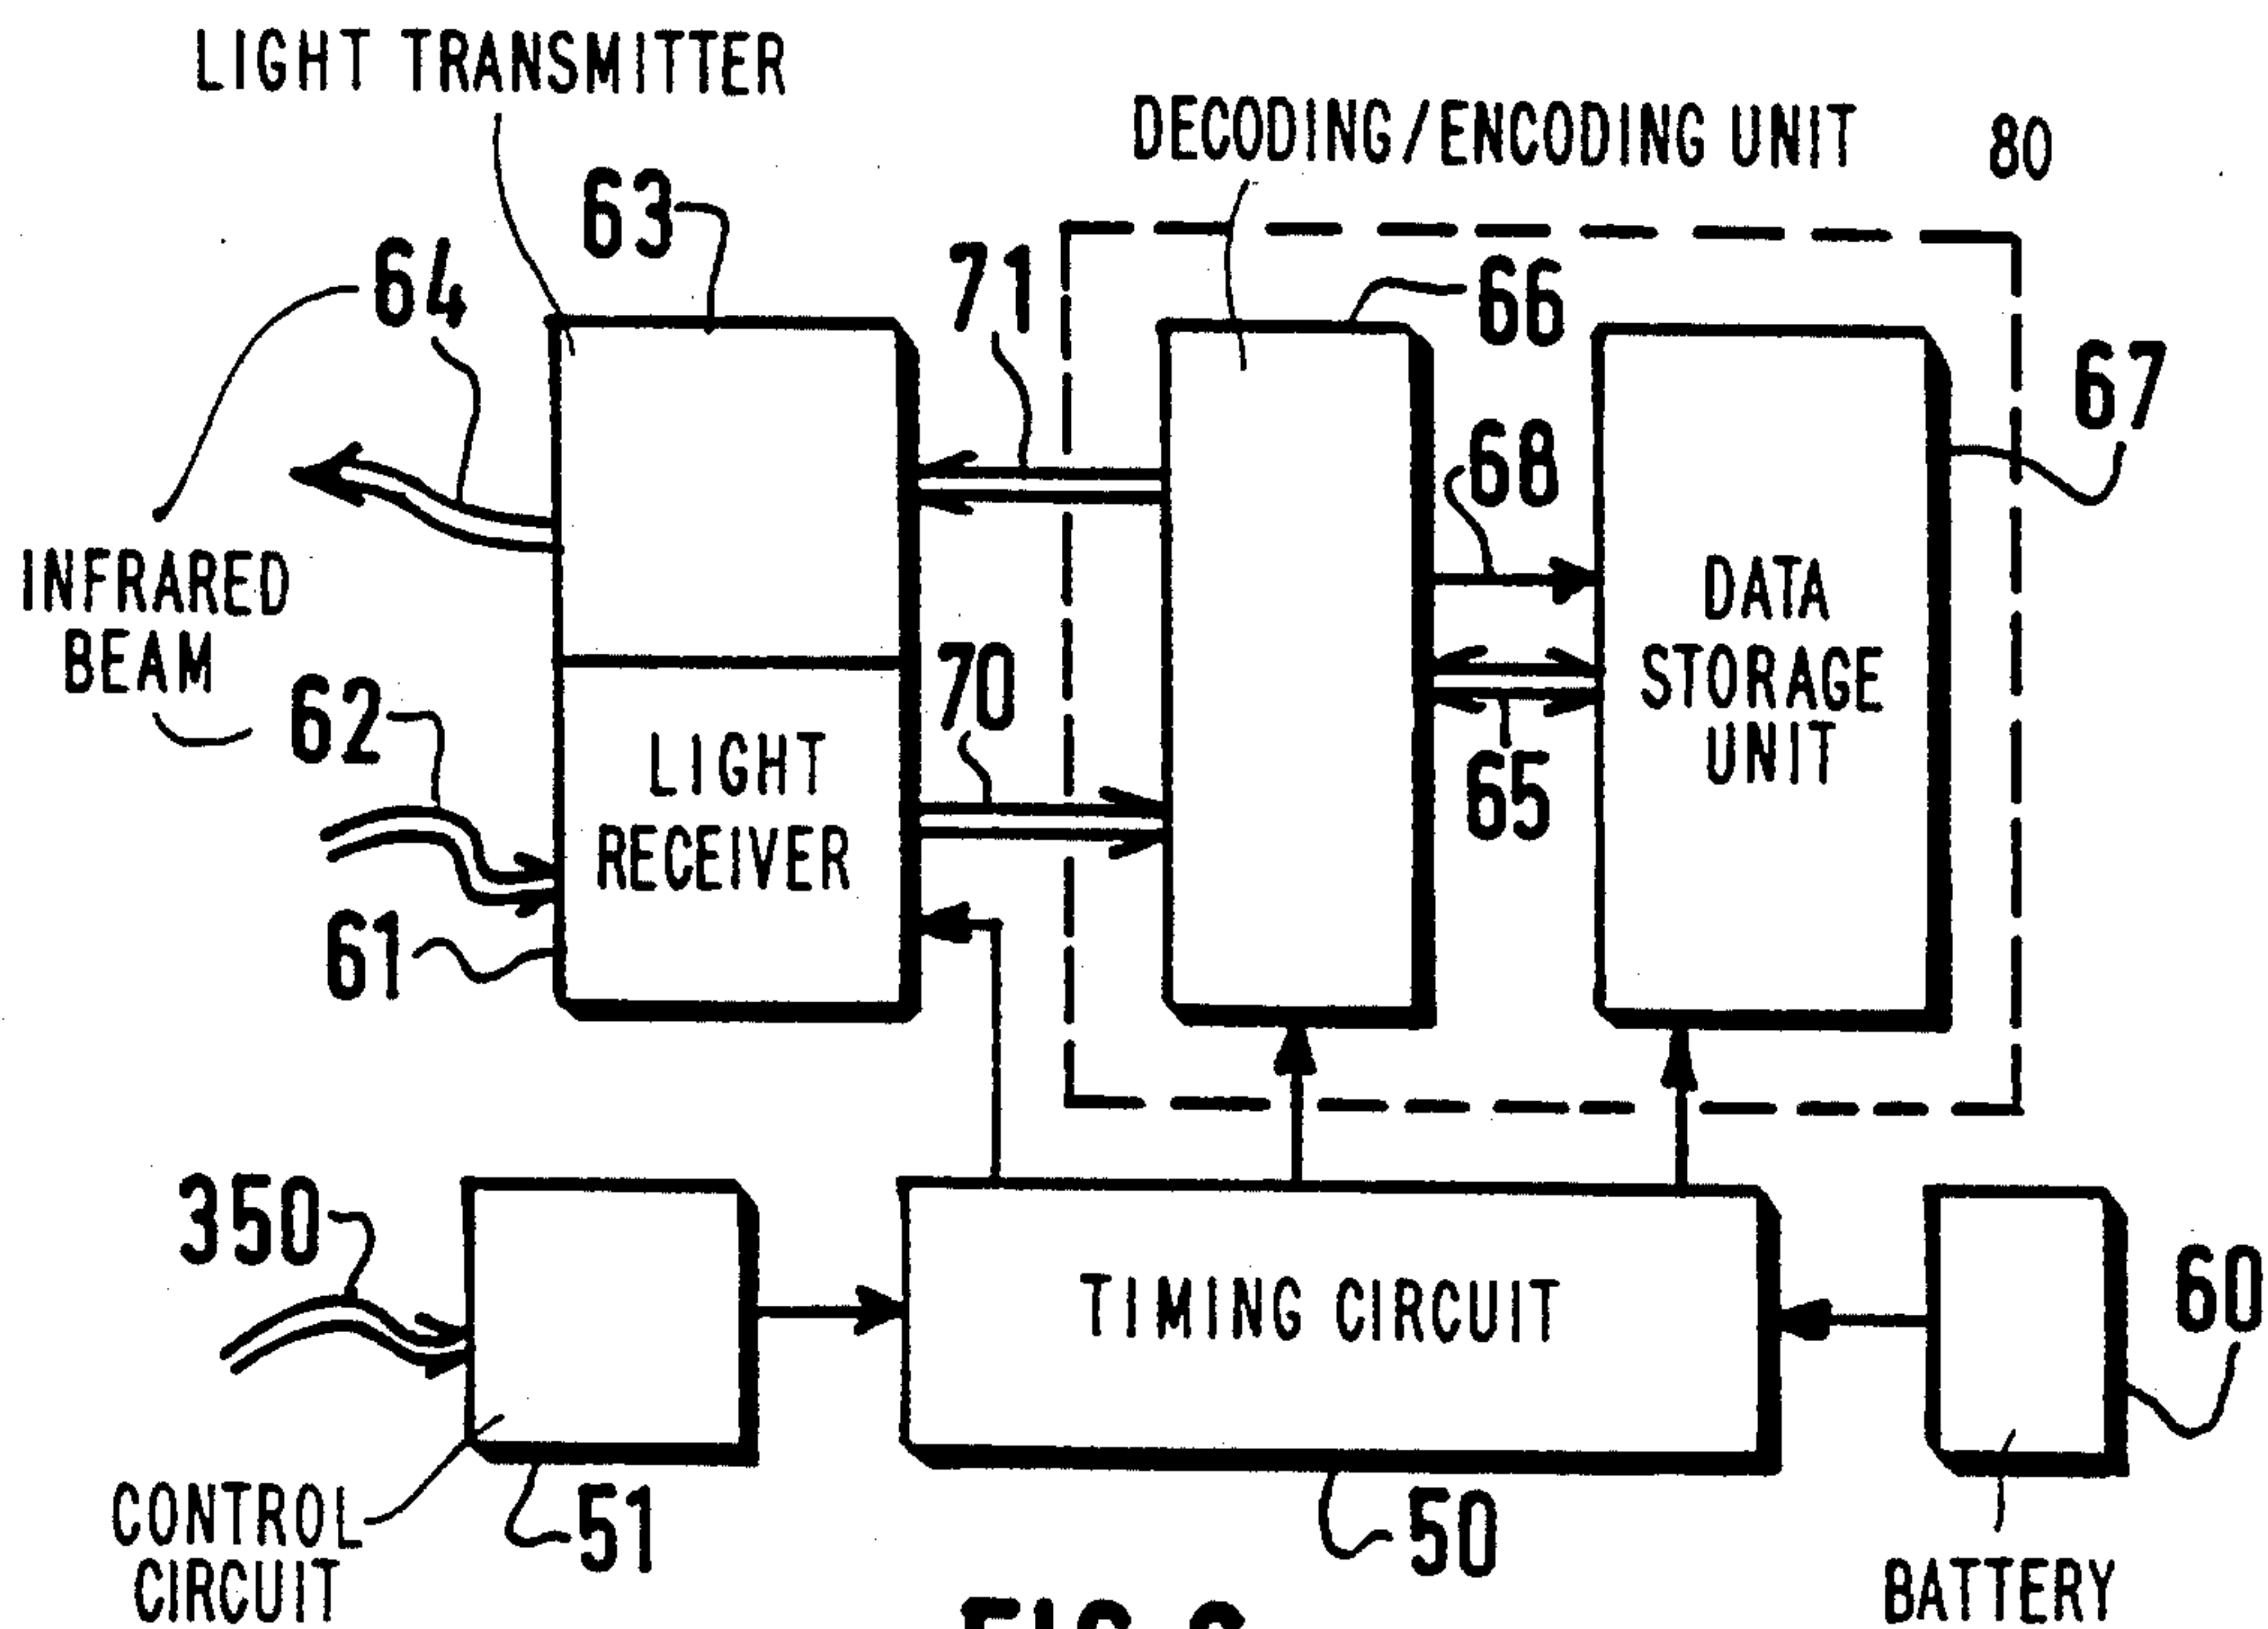 LIGHT TRANSMITTER
DECODING/ENCODING UNIT
80
63
64
71
66
67
68
INFRARED
BEAM
DATA
STORAGE
UNIT
62
70
65
LIGHT
RECEIVER
61
350
TIMING CIRCUIT
60
CONTROL
CIRCUIT
51
50
BATTERY